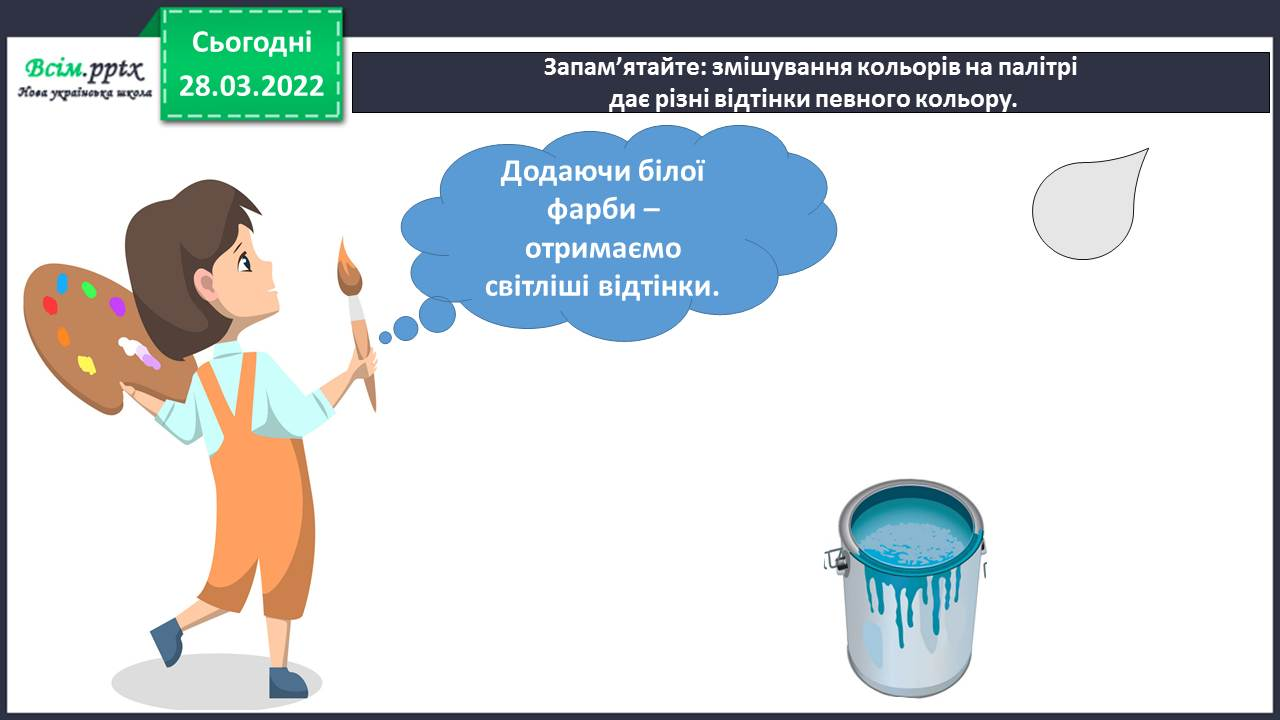 Всім.pptx
Нова українська школа
Сьогодні
28.03.2022
Запам’ятайте: змішування кольорів на палітрі
дає різні відтінки певного кольору.
Додаючи білої
фарби –
отримаємо
світліші відтінки.